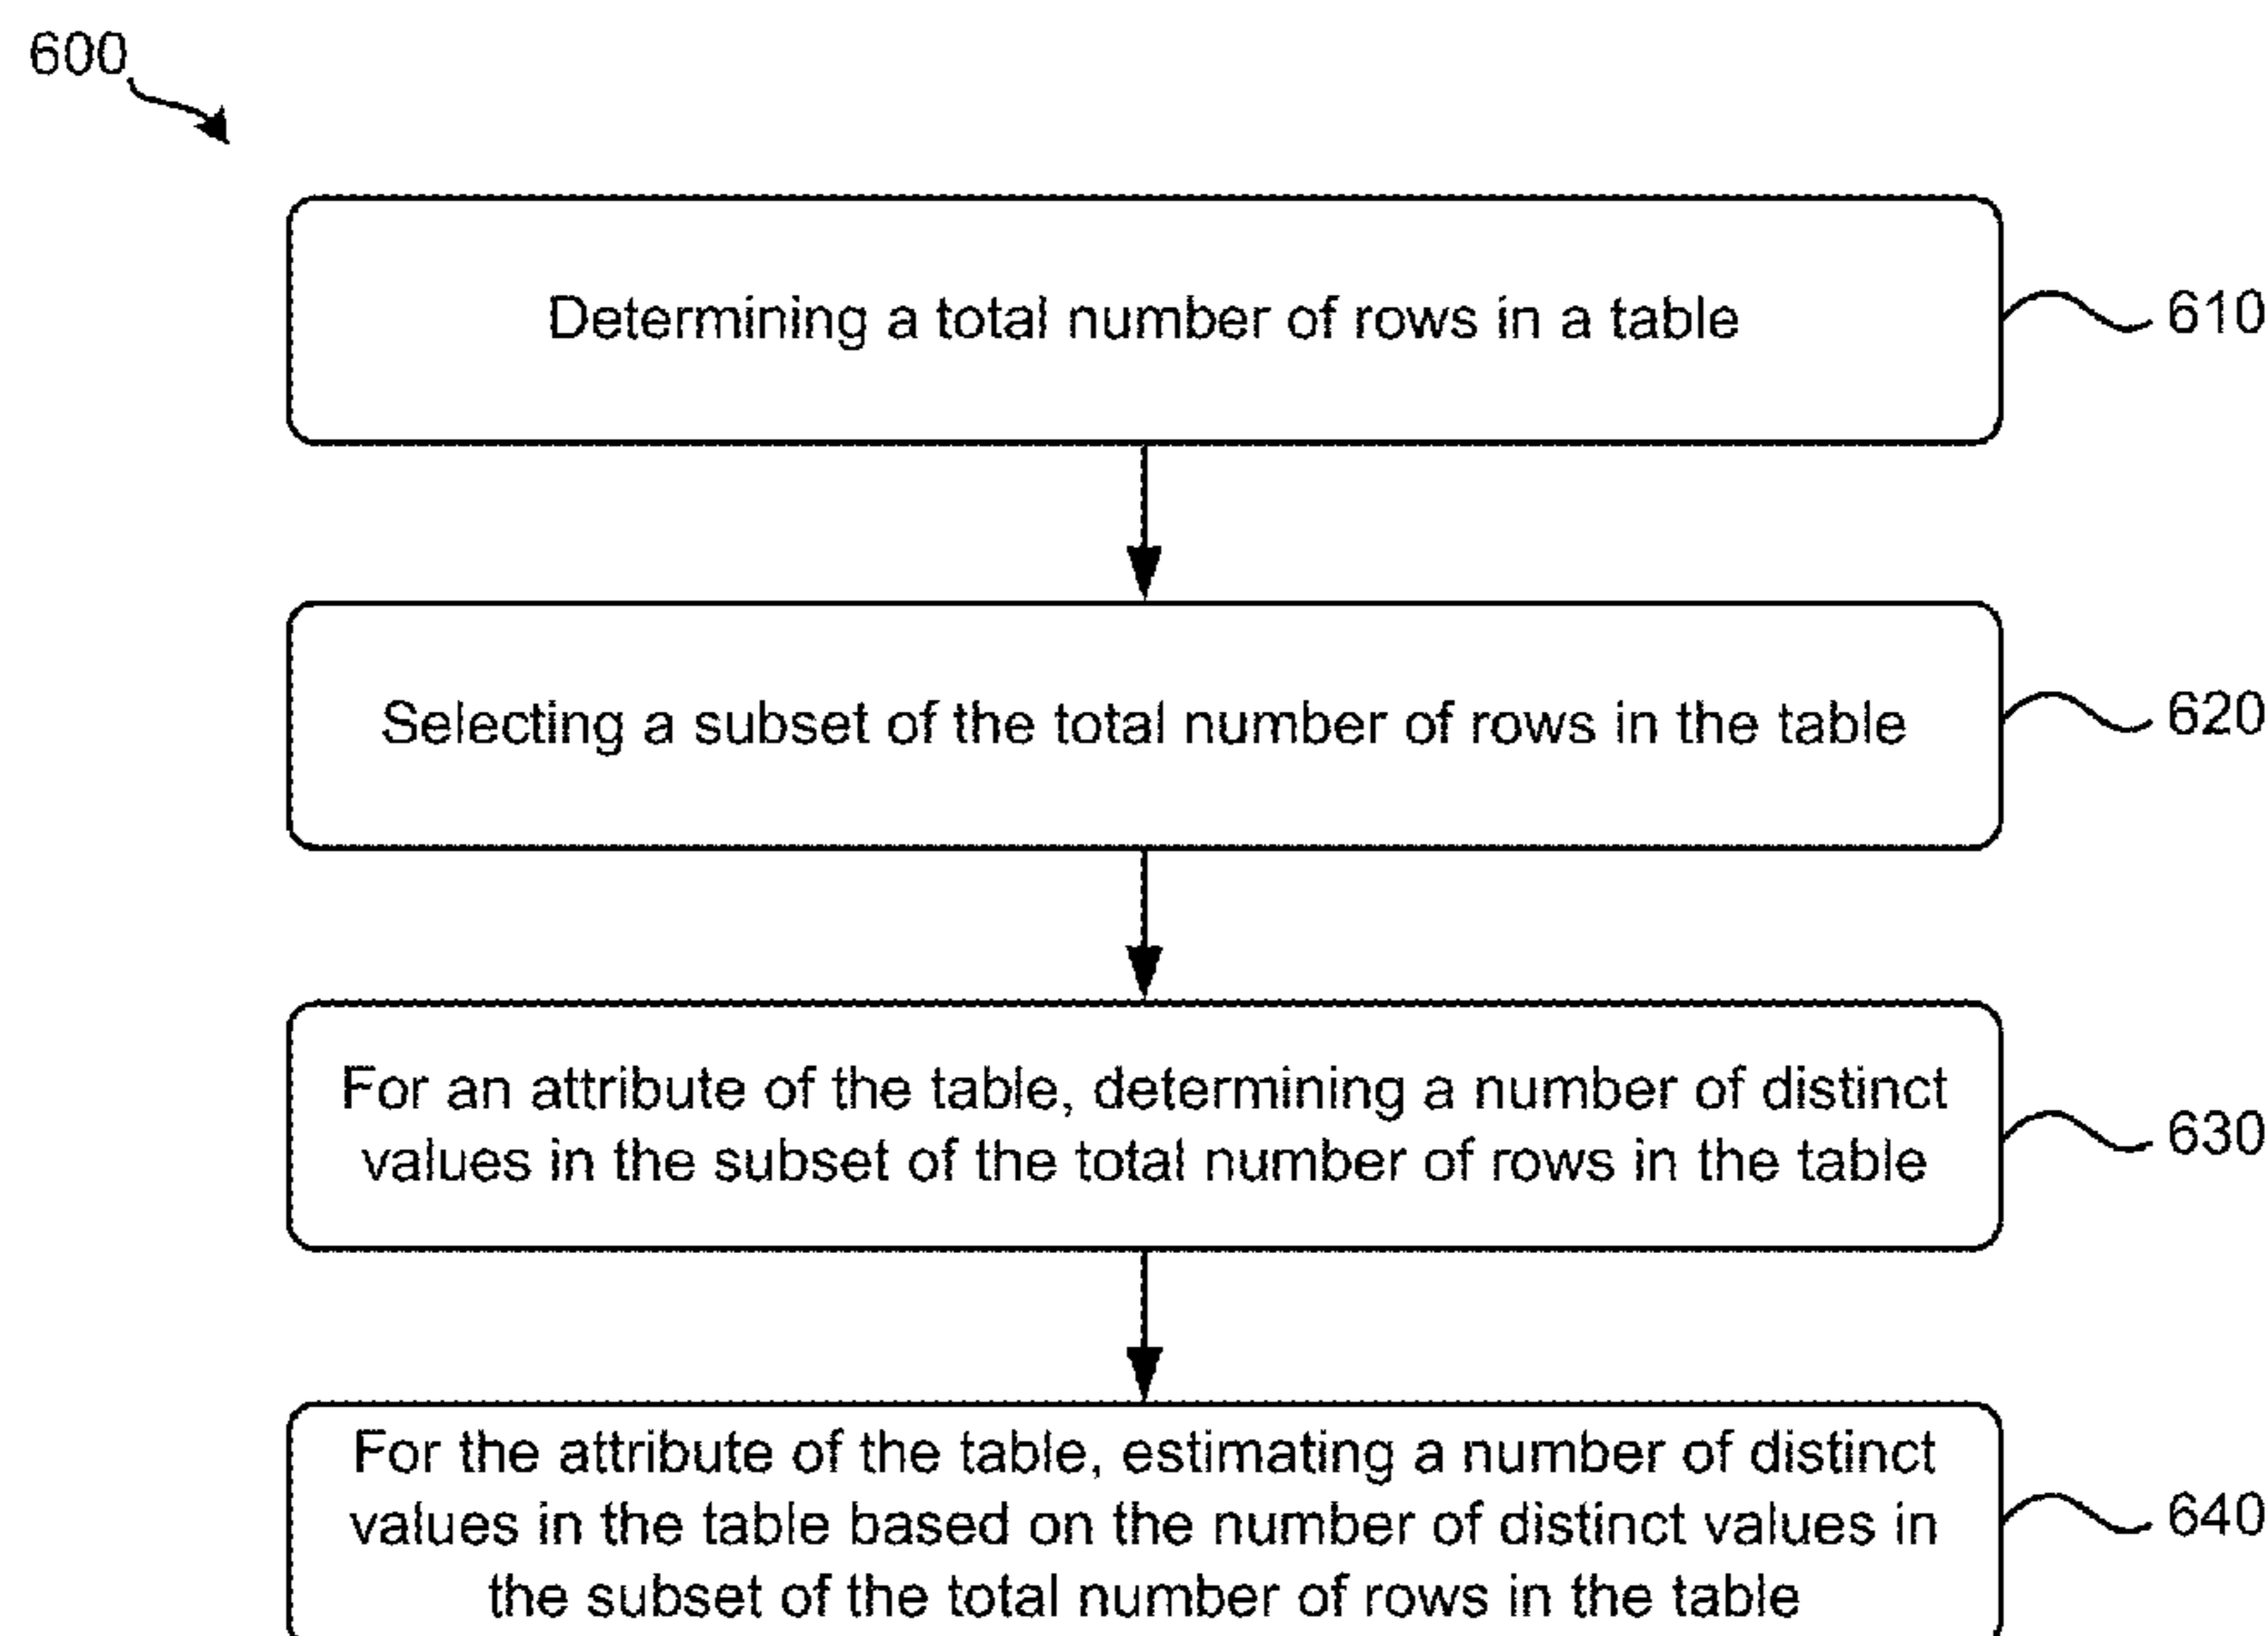 600
Determining a total number of rows in a table
610
Selecting a subset of the total number of rows in the table
620
For an attribute of the table, determining a number of distinct
values in the subset of the total number of rows in the table
630
For the attribute of the table, estimating a number of distinct
values in the table based on the number of distinct values in
the subset of the total number of rows in the table
640